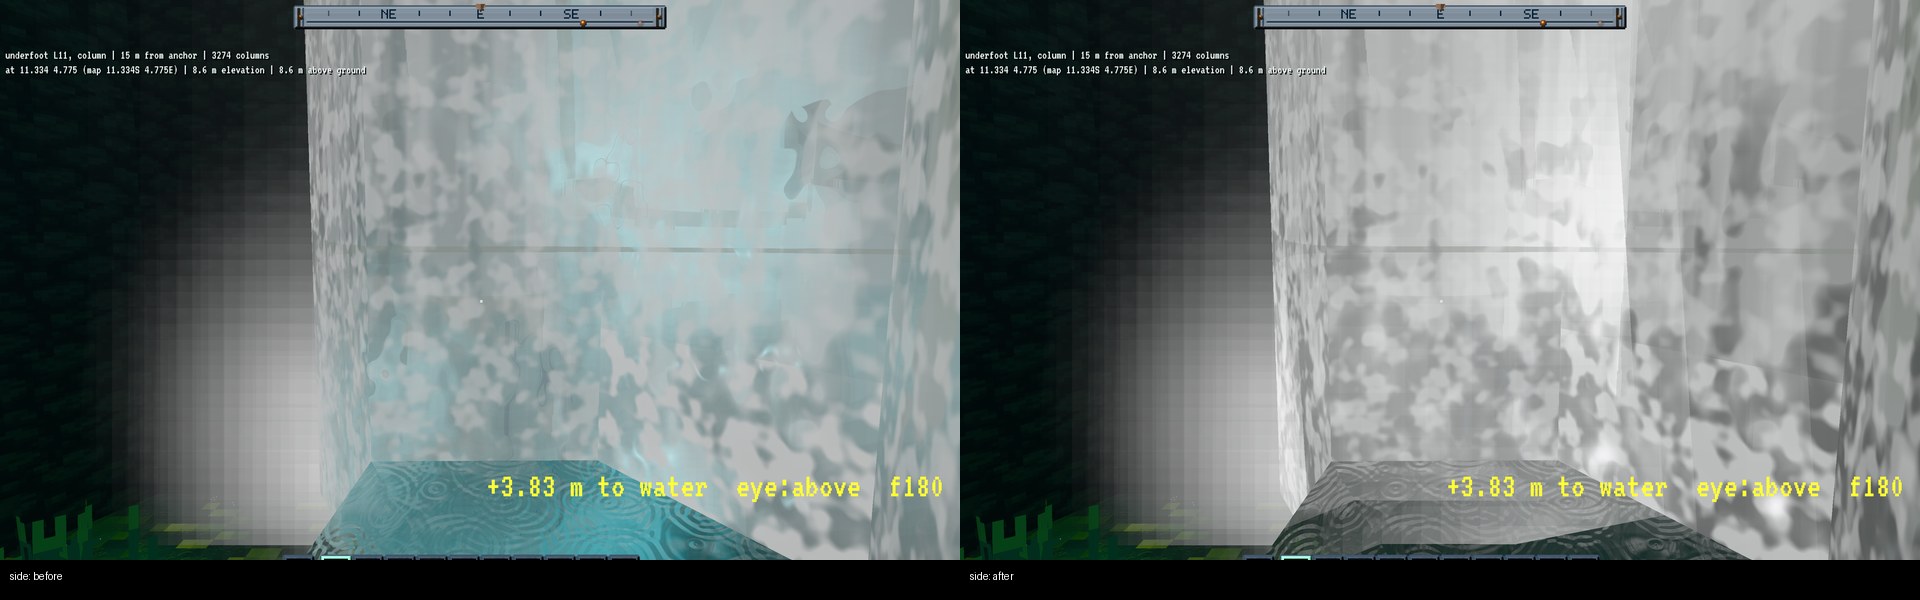 NE E SE
underfoot L11, column | 15 m from anchor | 3274 columns
at 11.334 4.775 (map 11.334S 4.775E) | 8.6 m elevation | 8.6 m above ground
+3.83 m to water eye:above f180
side: before
NE E SE
underfoot L11, column | 15 m from anchor | 3274 columns
at 11.334 4.775 (map 11.334S 4.775E) | 8.6 m elevation | 8.6 m above ground
+3.83 m to water eye:above f180
side: after